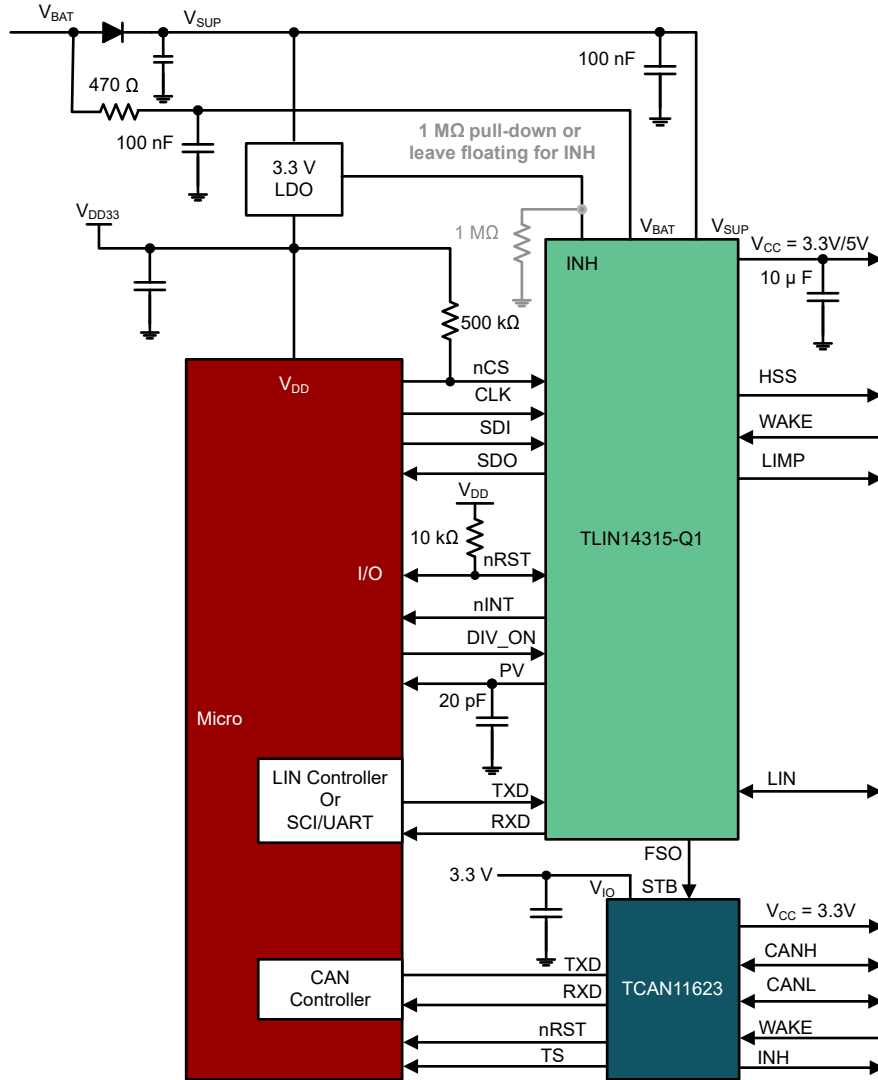 VBAT
VSUP
100 nF
470 Ω
100 nF
1 MΩ pull-down or
leave floating for INH
3.3 V
LDO
VDD33
1 MΩ
VBAT
VSUP
VCC = 3.3V/5V
INH
10 µ F
500 kΩ
VDD
nCS
CLK
HSS
SDI
WAKE
SDO
LIMP
VDD
10 kΩ
TLIN14315-Q1
nRST
I/O
nINT
DIV_ON
PV
20 pF
Micro
LIN Controller
Or
SCI/UART
TXD
RXD
LIN
FSO
3.3 V
VIO
STB
VCC = 3.3V
CANH
TXD
CAN
Controller
RXD
TCAN11623
CANL
nRST
WAKE
TS
INH